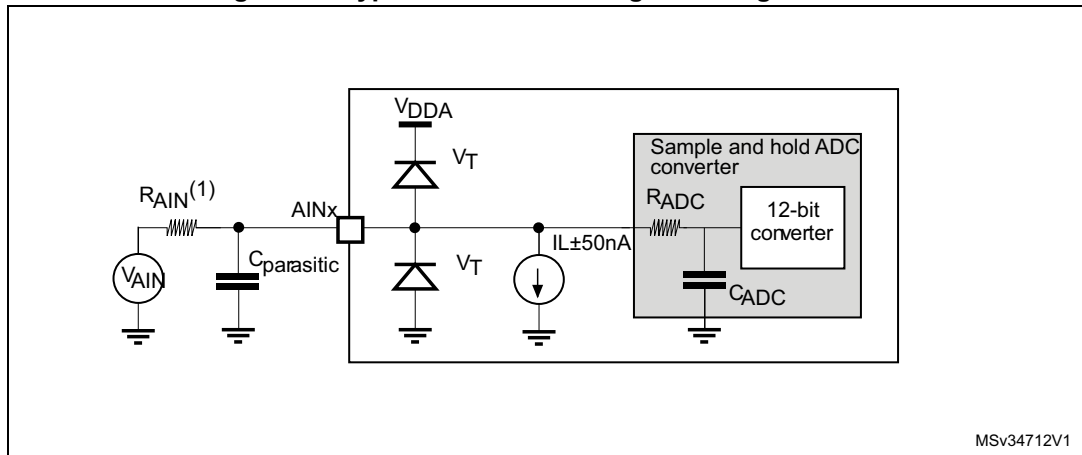 V_DDA
V_T
Sample and hold ADC
converter
R_AIN(1)
AINx
R_ADC
12-bit
converter
IL±50nA
C_parasitic
V_T
V_AIN
C_ADC
MSv34712V1